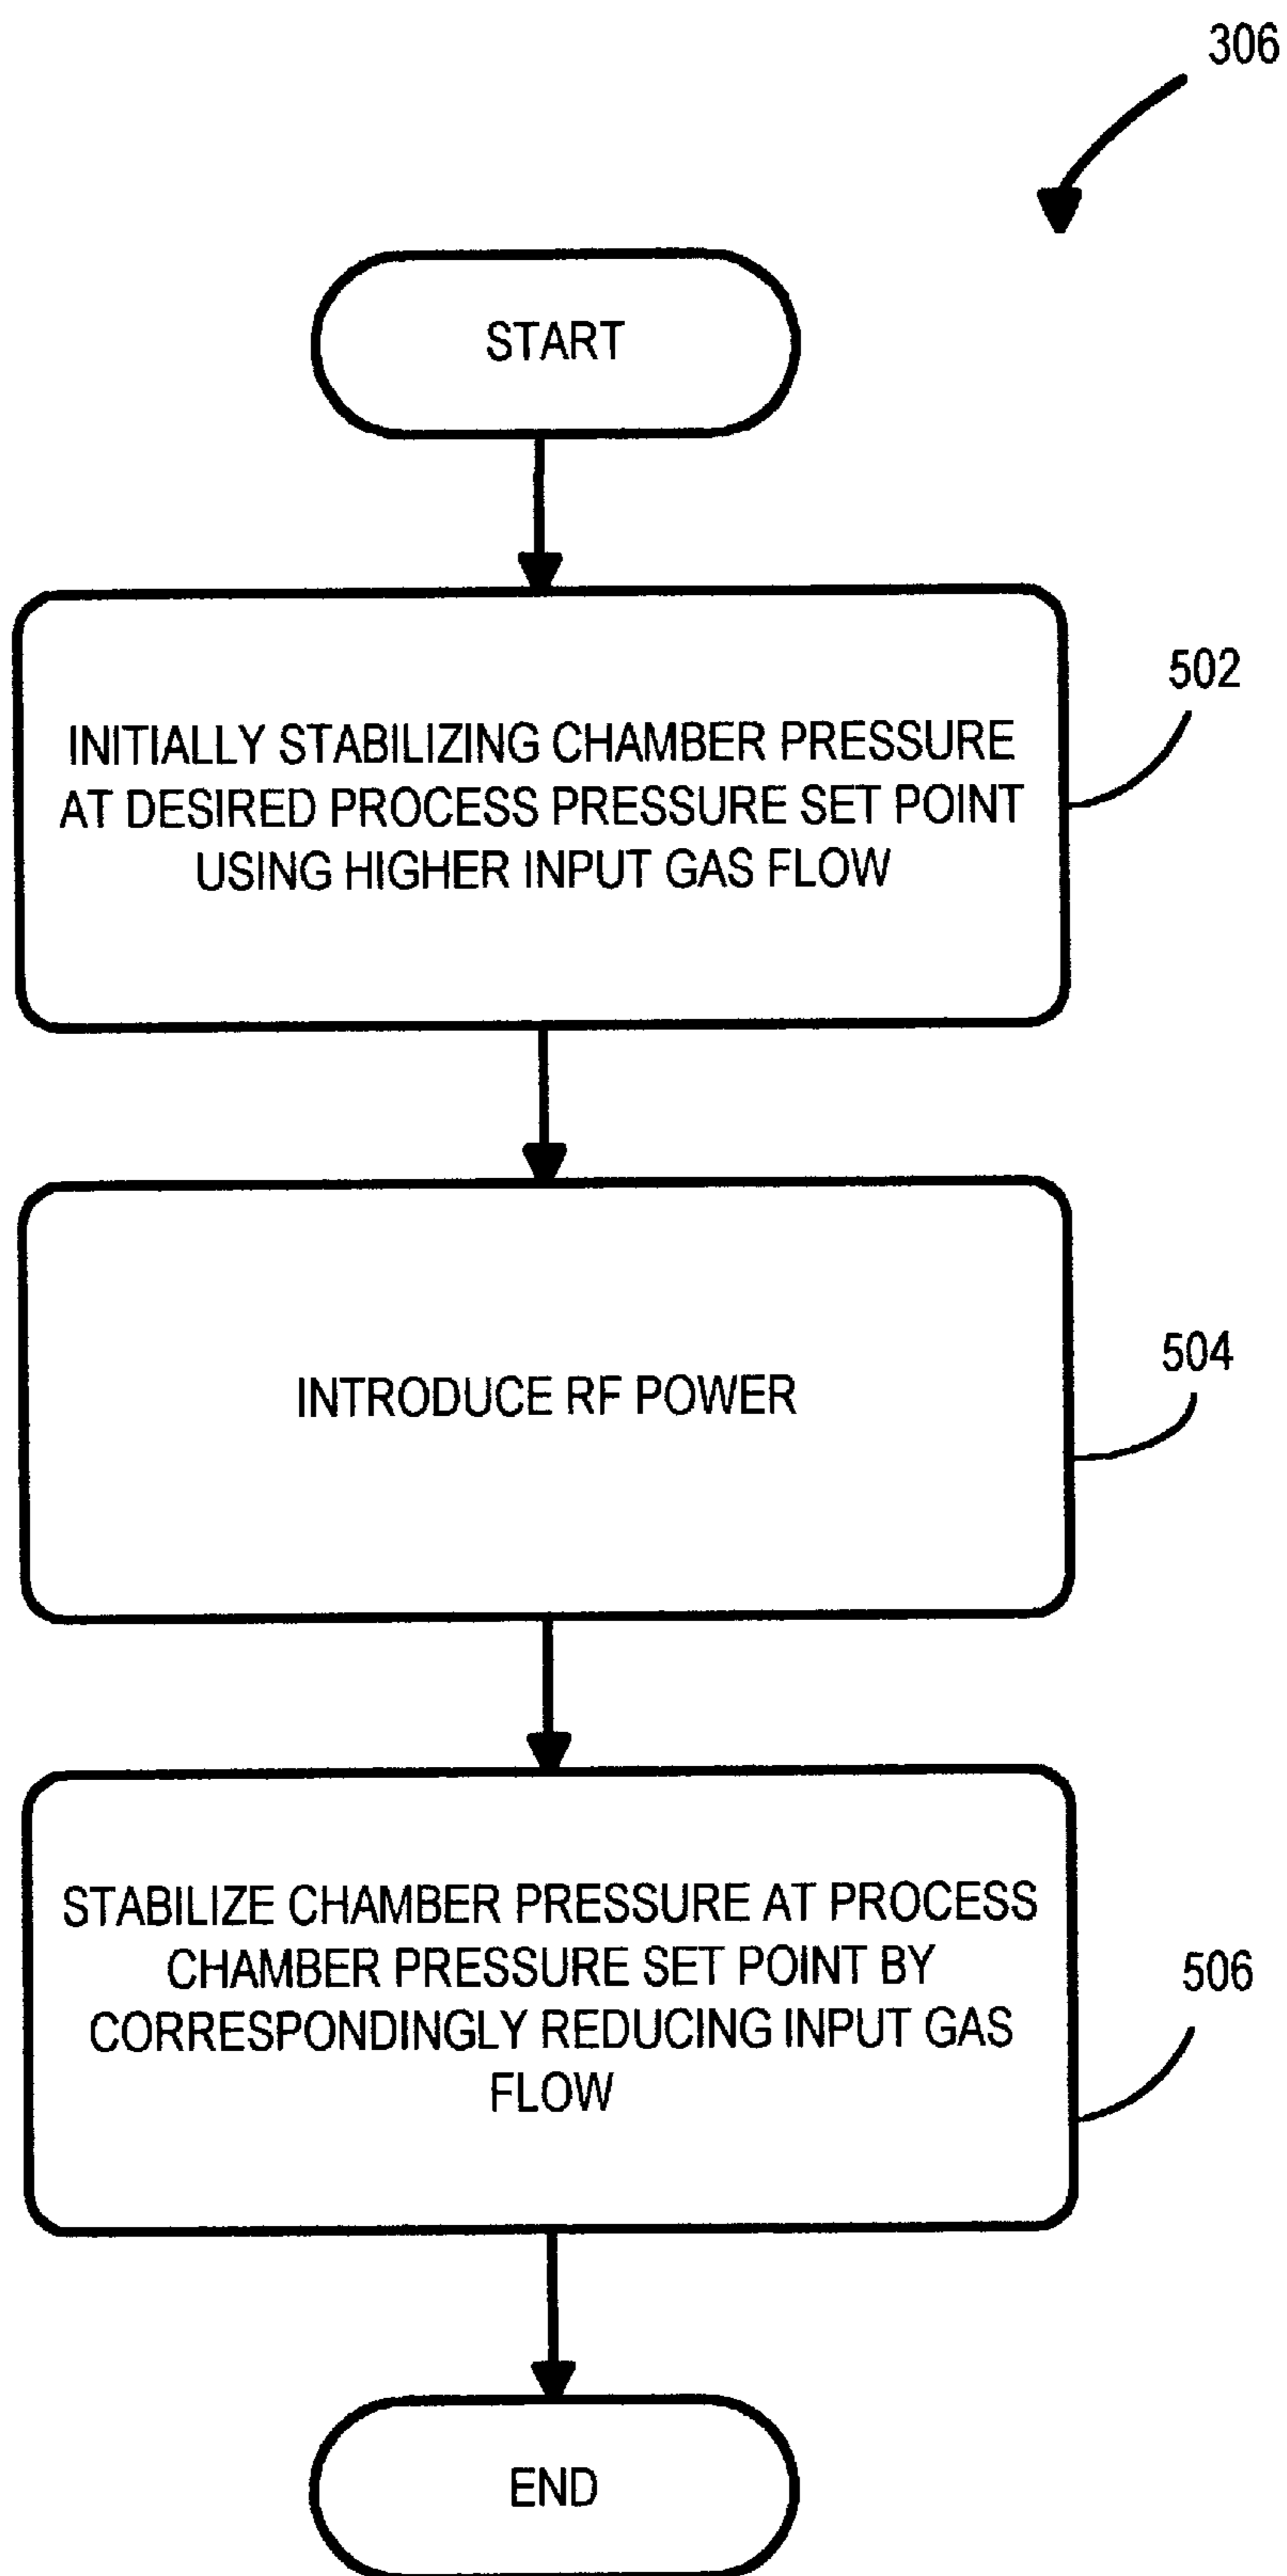 306
START
INITIALLY STABILIZING CHAMBER PRESSURE
AT DESIRED PROCESS PRESSURE SET POINT
USING HIGHER INPUT GAS FLOW
502
INTRODUCE RF POWER
504
STABILIZE CHAMBER PRESSURE AT PROCESS
CHAMBER PRESSURE SET POINT BY
CORRESPONDINGLY REDUCING INPUT GAS
FLOW
506
END